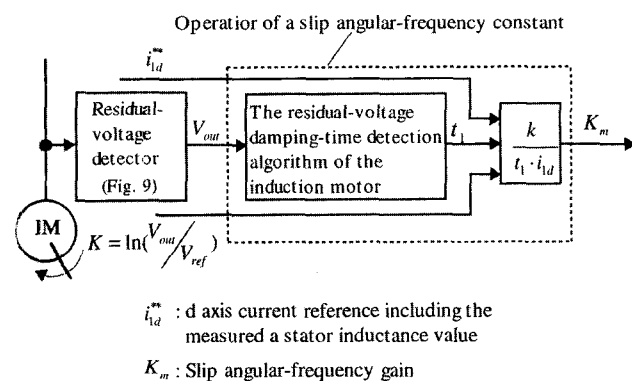 Operatior of a slip angular-frequency constant
i**1d
Residual-
voltage
detector
(Fig. 9)
Vout
The residual-voltage
damping-time detection
algorithm of the
induction motor
t1
k
t1 · i1d
Km
IM
K = ln(Vout/Vref)
i**1d : d axis current reference including the
measured a stator inductance value
Km : Slip angular-frequency gain